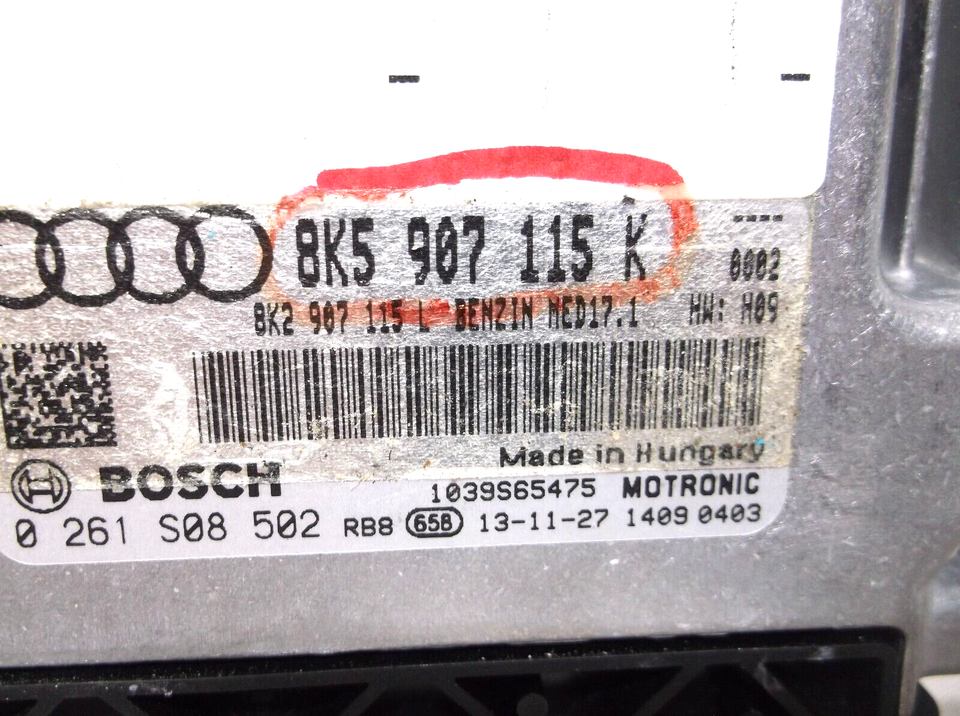 8K5 907 115 K
0002
8K2 907 115 L BENZIN MED17.1 HW: H09
Made in Hungary
BOSCH 1039S65475 MOTRONIC
0 261 S08 502 RB8 658 13-11-27 1409 0403